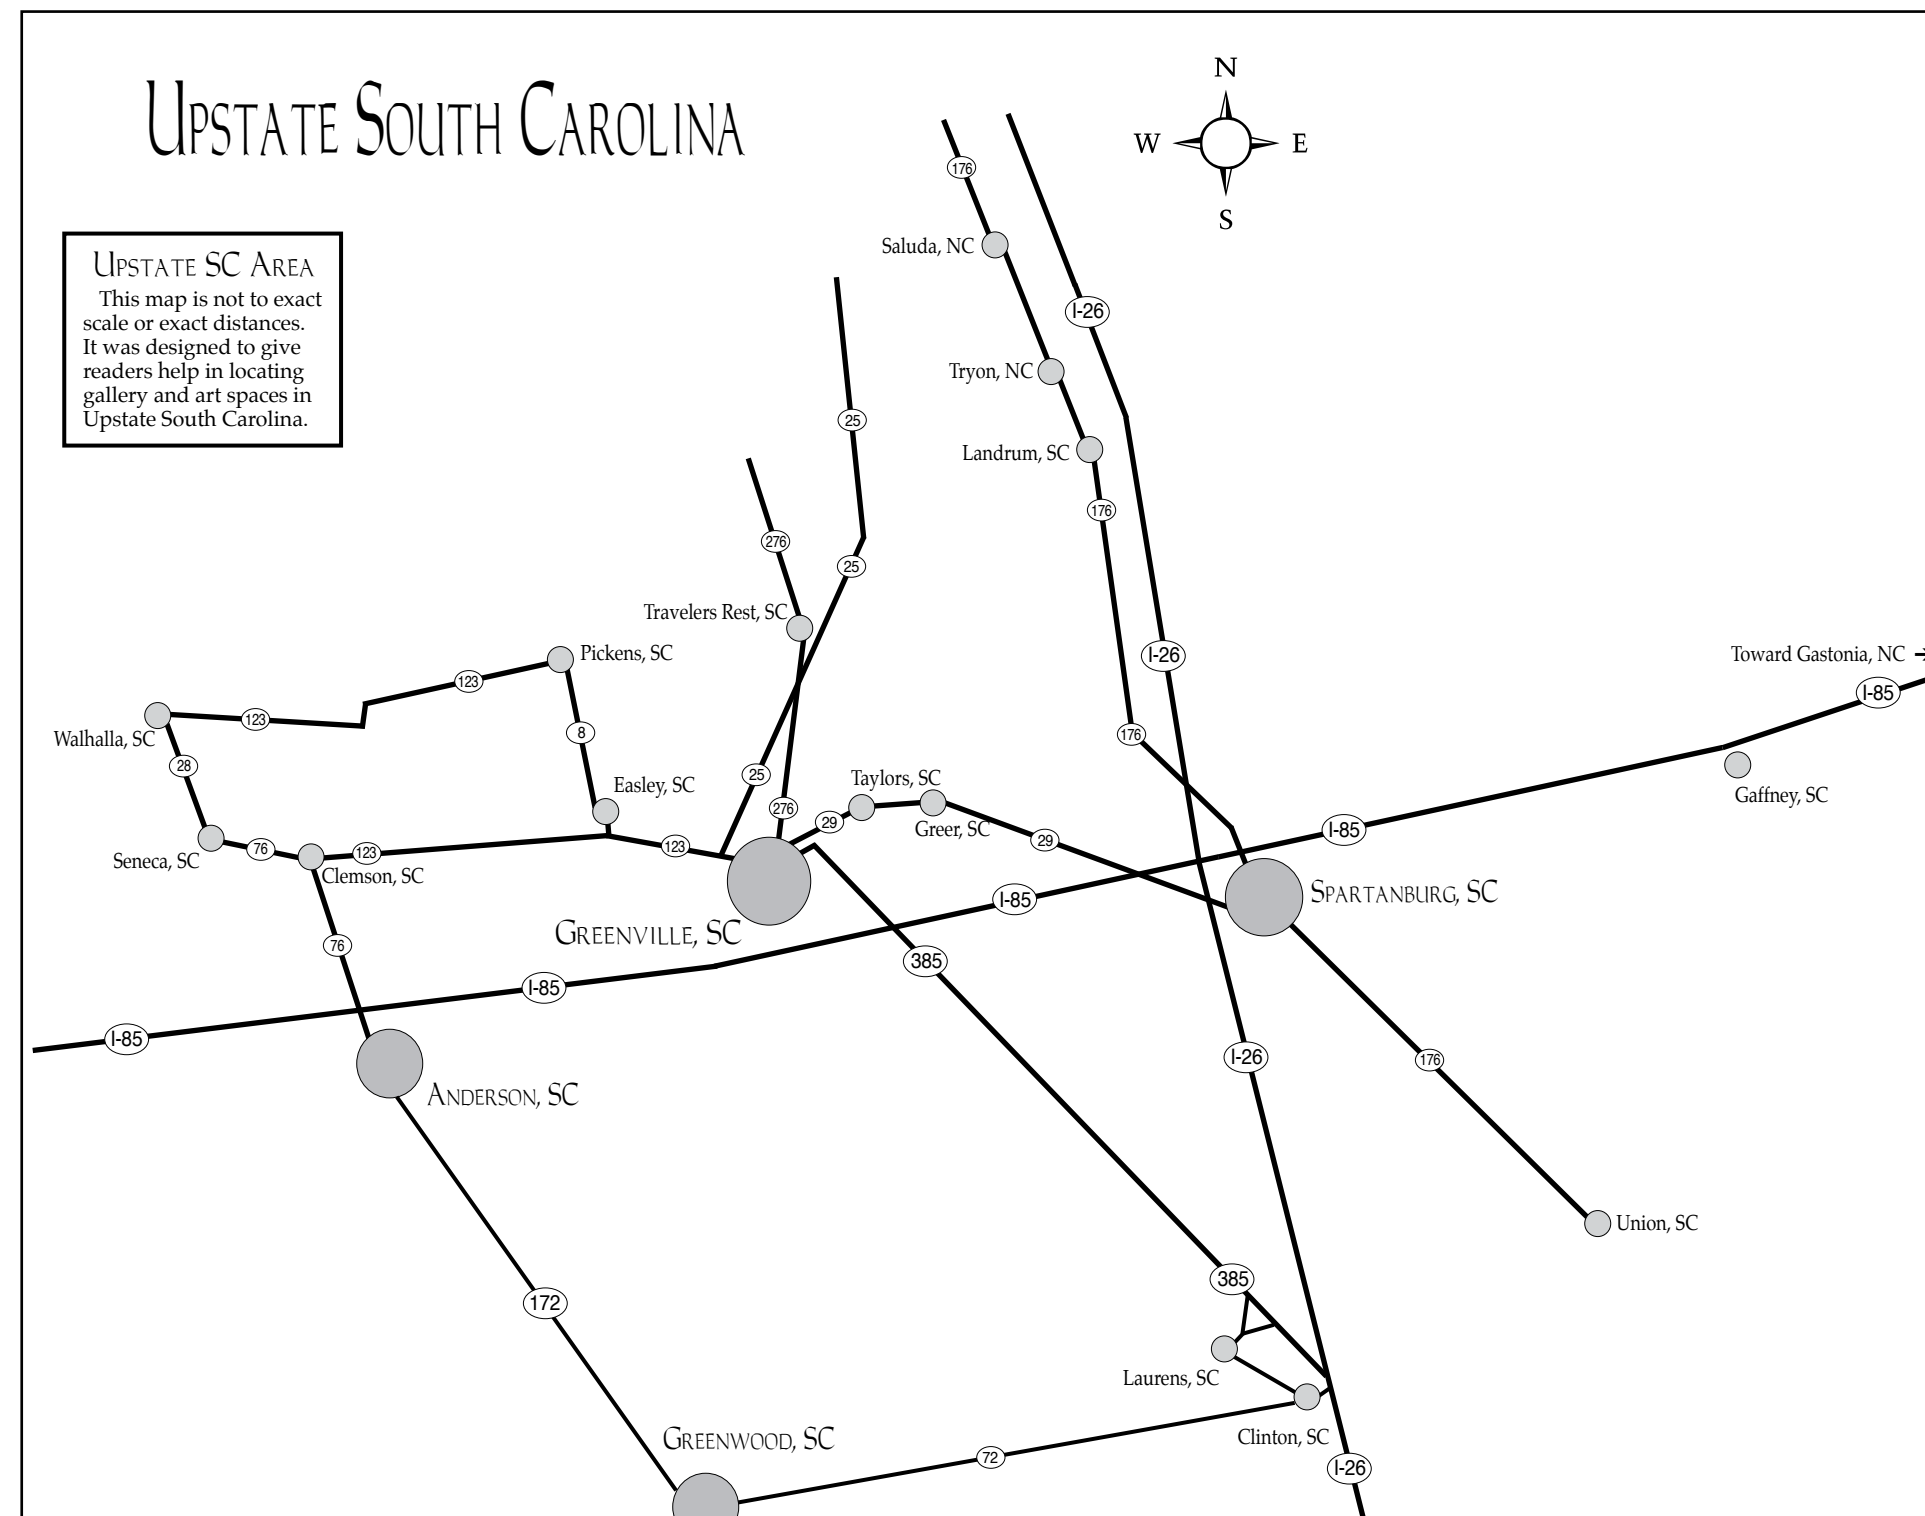 Upstate South Carolina
N
W E
S
176
Saluda, NC
Upstate SC Area
This map is not to exact
scale or exact distances.
It was designed to give
readers help in locating
gallery and art spaces in
Upstate South Carolina.
I-26
Tryon, NC
25
Landrum, SC
176
276
25
Travelers Rest, SC
Pickens, SC
I-26
Toward Gastonia, NC →
123
I-85
123
Walhalla, SC
8
176
28
25
Taylors, SC
Gaffney, SC
Easley, SC
276
29
Greer, SC
I-85
29
123
76
123
Seneca, SC
Clemson, SC
Spartanburg, SC
I-85
Greenville, SC
76
385
I-85
I-85
I-26
176
Anderson, SC
Union, SC
385
172
Laurens, SC
Greenwood, SC
Clinton, SC
72
I-26